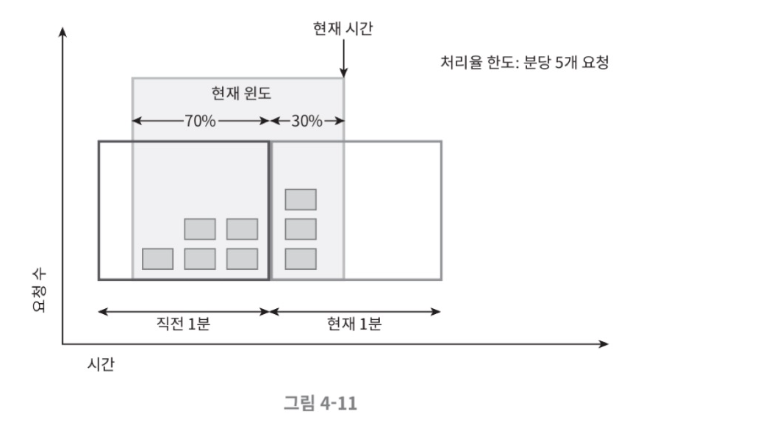 현재 시간
처리율 한도: 분당 5개 요청
현재 윈도
70%
30%
요청 수
직전 1분
현재 1분
시간
그림 4-11